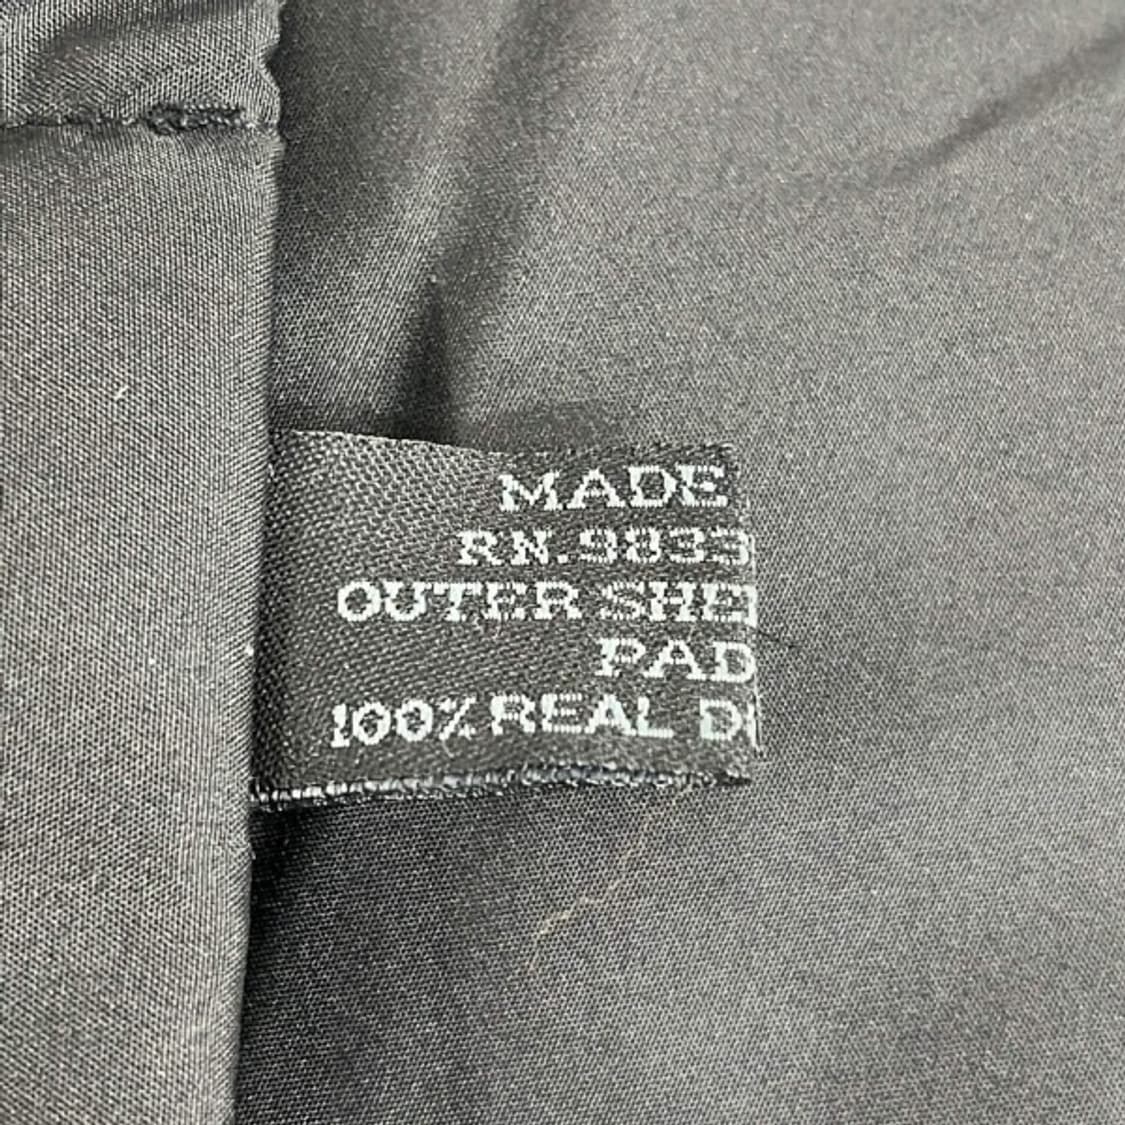 MADE
RN.9833
OUTER SHE
PAD
100% REAL D